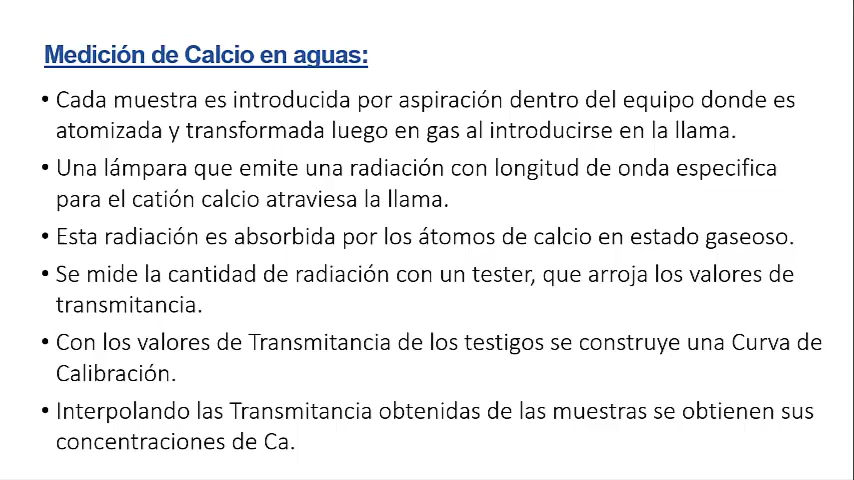 Medición de Calcio en aguas:
• Cada muestra es introducida por aspiración dentro del equipo donde es
atomizada y transformada luego en gas al introducirse en la llama.
• Una lámpara que emite una radiación con longitud de onda especifica
para el catión calcio atraviesa la llama.
• Esta radiación es absorbida por los átomos de calcio en estado gaseoso.
• Se mide la cantidad de radiación con un tester, que arroja los valores de
transmitancia.
• Con los valores de Transmitancia de los testigos se construye una Curva de
Calibración.
• Interpolando las Transmitancia obtenidas de las muestras se obtienen sus
concentraciones de Ca.